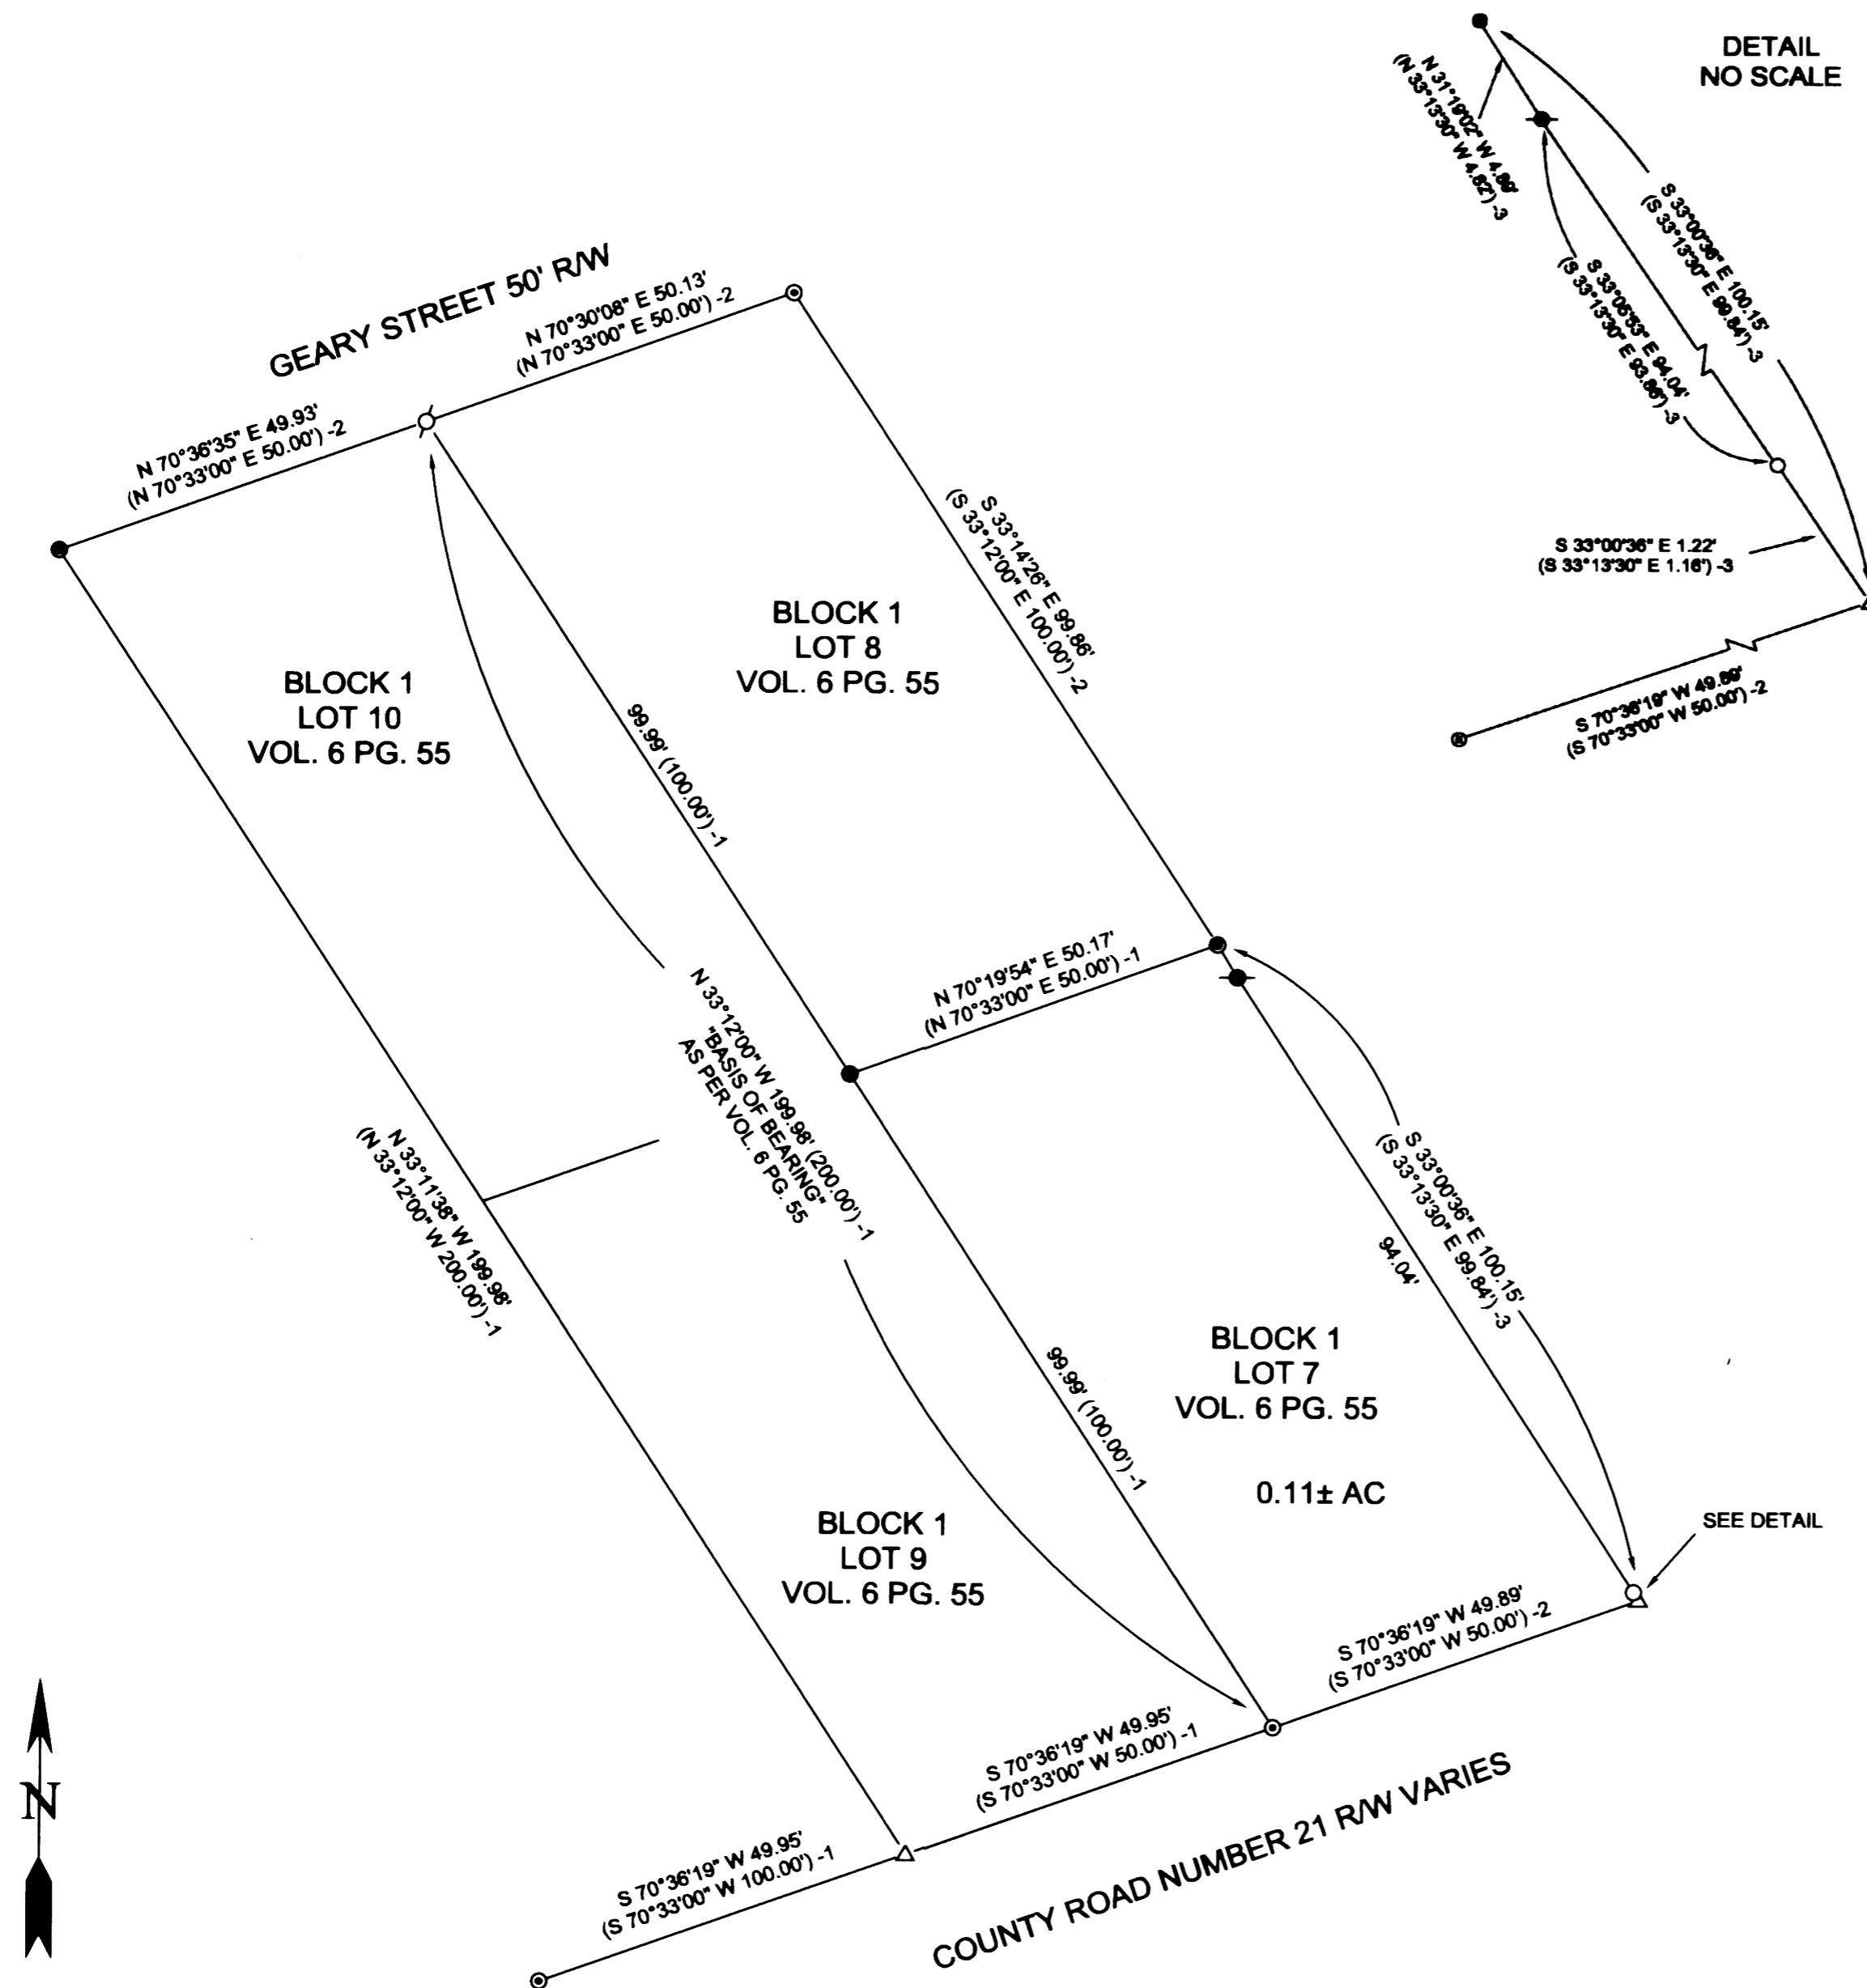 DETAIL
NO SCALE
N 31°19'02" W 4.89'
(N 33°13'30" W 4.82') -3
S 33°00'36" E 100.15'
(S 33°13'30" E 99.84') -3
S 33°05'53" E 94.04'
(S 33°13'30" E 93.86') -3
S 33°00'36" E 1.22'
(S 33°13'30" E 1.16') -3
S 70°36'19" W 49.89'
(S 70°33'00" W 50.00') -2
GEARY STREET 50' R/W
N 70°30'08" E 50.13'
(N 70°33'00" E 50.00') -2
N 70°36'35" E 49.93'
(N 70°33'00" E 50.00') -2
S 33°14'26" E 99.86'
(S 33°12'00" E 100.00') -2
BLOCK 1
LOT 8
VOL. 6 PG. 55
BLOCK 1
LOT 10
VOL. 6 PG. 55
99.99' (100.00') -1
N 70°19'54" E 50.17'
(N 70°33'00" E 50.00') -1
N 33°12'00" W 199.98' (200.00') -1
"BASIS OF BEARING"
AS PER VOL. 6 PG. 55
N 33°11'38" W 199.98'
(N 33°12'00" W 200.00') -1
S 33°00'36" E 100.15'
(S 33°13'30" E 99.84') -3
94.04'
BLOCK 1
LOT 7
VOL. 6 PG. 55
0.11± AC
99.99' (100.00') -1
BLOCK 1
LOT 9
VOL. 6 PG. 55
SEE DETAIL
S 70°36'19" W 49.89'
(S 70°33'00" W 50.00') -2
S 70°36'19" W 49.95'
(S 70°33'00" W 50.00') -1
S 70°36'19" W 49.95'
(S 70°33'00" W 100.00') -1
COUNTY ROAD NUMBER 21 R/W VARIES
N